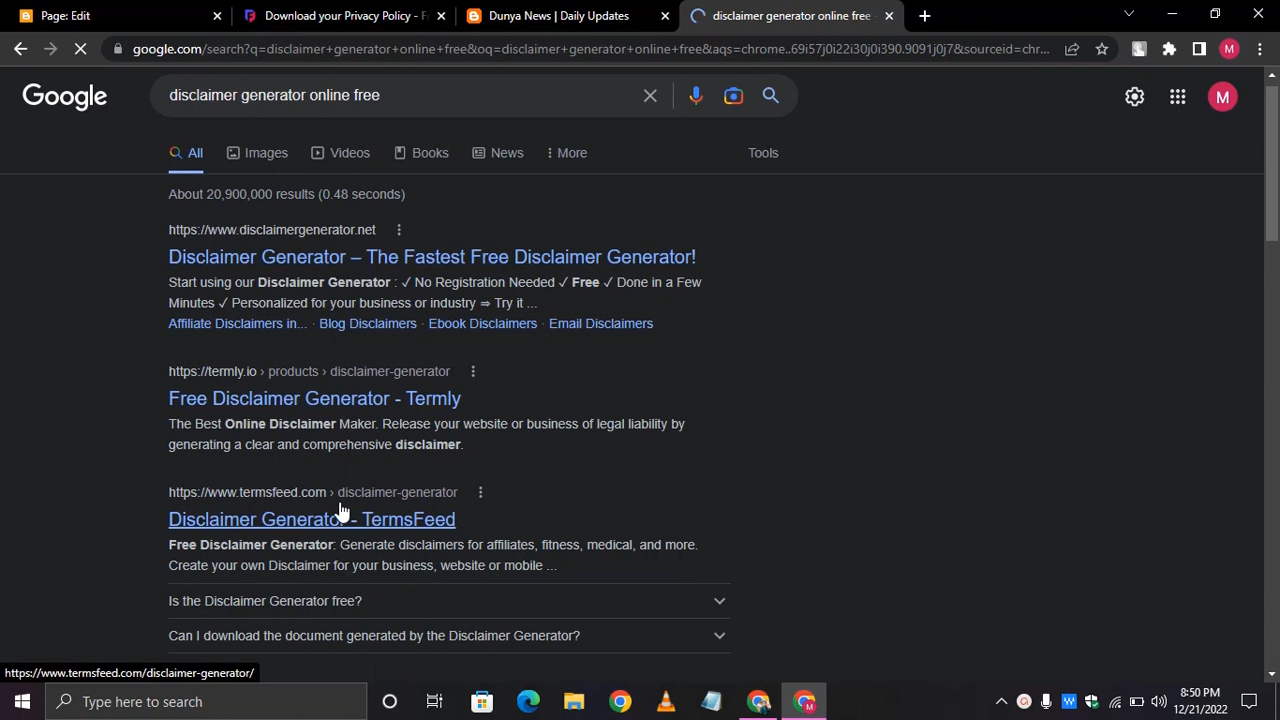 Page: Edit
Download your Privacy Policy - F
Dunya News | Daily Updates
disclaimer generator online free -
google.com/search?q=disclaimer+generator+online+free&oq=disclaimer+generator+online+free&aqs=chrome..69i57j0i22i30j0i390.9091j0j7&sourceid=chr...
M
Google
disclaimer generator online free
M
All
Images
Videos
Books
News
More
Tools
About 20,900,000 results (0.48 seconds)
https://www.disclaimergenerator.net
Disclaimer Generator – The Fastest Free Disclaimer Generator!
Start using our Disclaimer Generator : ✓ No Registration Needed ✓ Free ✓ Done in a Few
Minutes ✓ Personalized for your business or industry ⇒ Try it ...
Affiliate Disclaimers in... · Blog Disclaimers · Ebook Disclaimers · Email Disclaimers
https://termly.io › products › disclaimer-generator
Free Disclaimer Generator - Termly
The Best Online Disclaimer Maker. Release your website or business of legal liability by
generating a clear and comprehensive disclaimer.
https://www.termsfeed.com › disclaimer-generator
Disclaimer Generator - TermsFeed
Free Disclaimer Generator: Generate disclaimers for affiliates, fitness, medical, and more.
Create your own Disclaimer for your business, website or mobile ...
Is the Disclaimer Generator free?
Can I download the document generated by the Disclaimer Generator?
https://www.termsfeed.com/disclaimer-generator/
Type here to search
M
W
8:50 PM
12/21/2022